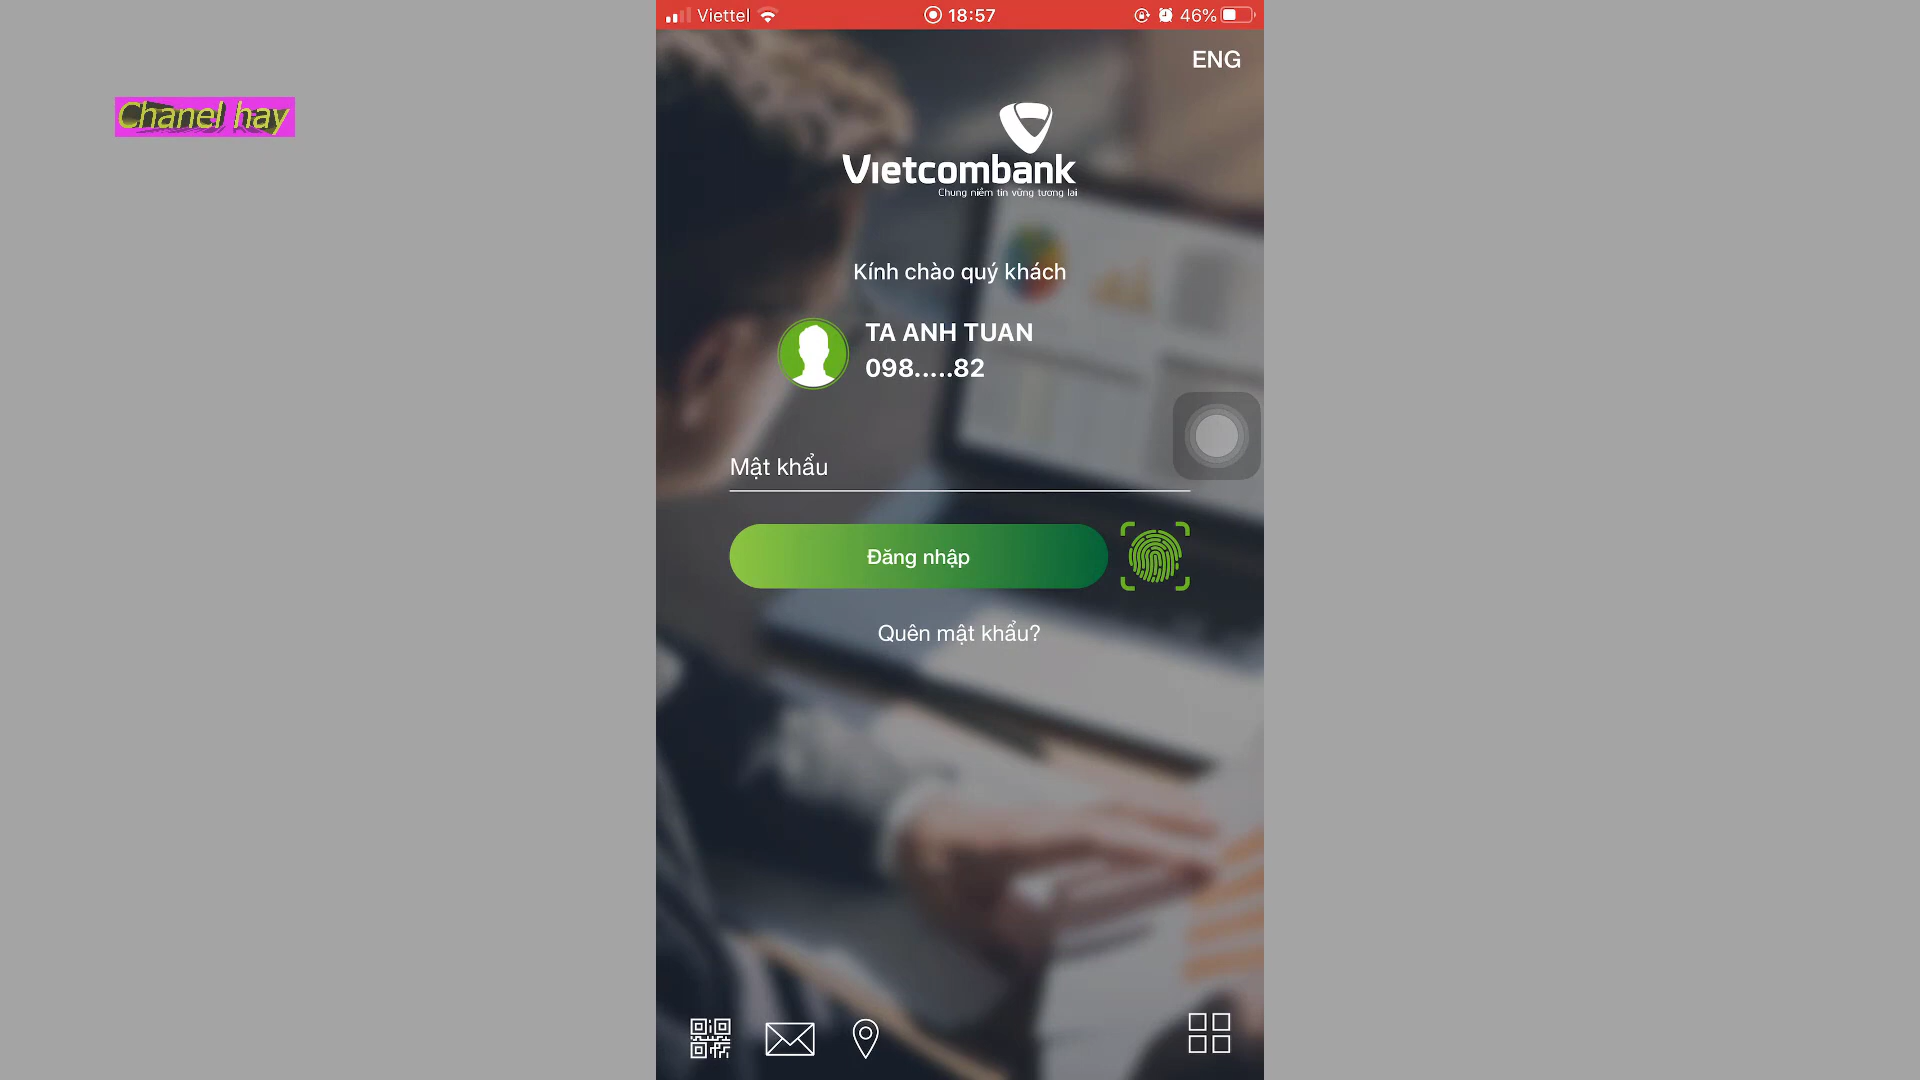 Viettel
18:57
46%
ENG
Chanel hay
Vietcombank
Chung niềm tin vững tương lai
Kính chào quý khách
TA ANH TUAN
098.....82
Mật khẩu
Đăng nhập
Quên mật khẩu?